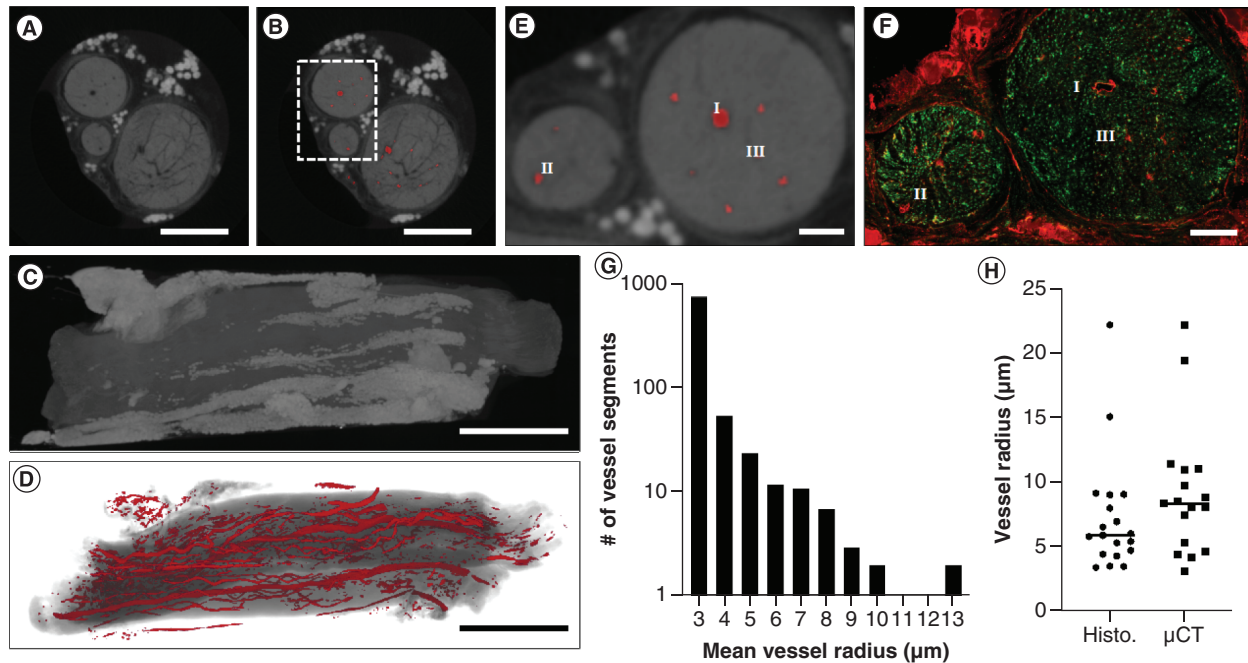 A
B
E
I
II
III
F
I
III
II
C
D
G
# of vessel segments
1000
100
10
1
3 4 5 6 7 8 9 10 11 12 13
Mean vessel radius (µm)
H
Vessel radius (µm)
25
20
15
10
5
0
Histo. µCT